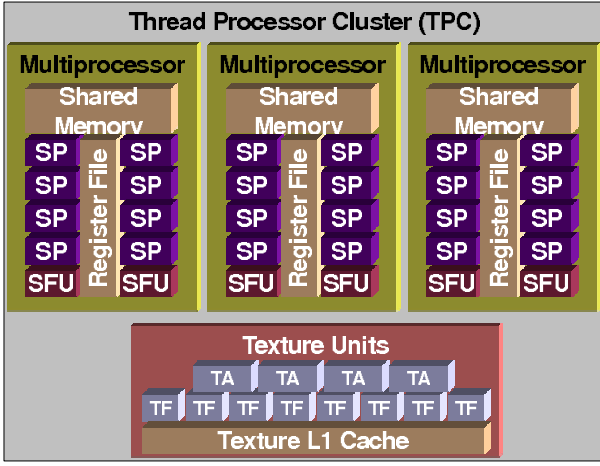 Thread Processor Cluster (TPC)
Multiprocessor
Shared
Memory
SP
SP
SP
SP
SFU
Register File
SP
SP
SP
SP
SFU
Multiprocessor
Shared
Memory
SP
SP
SP
SP
SFU
Register File
SP
SP
SP
SP
SFU
Multiprocessor
Shared
Memory
SP
SP
SP
SP
SFU
Register File
SP
SP
SP
SP
SFU
Texture Units
TA TA TA TA
TF TF TF TF TF TF TF TF
Texture L1 Cache